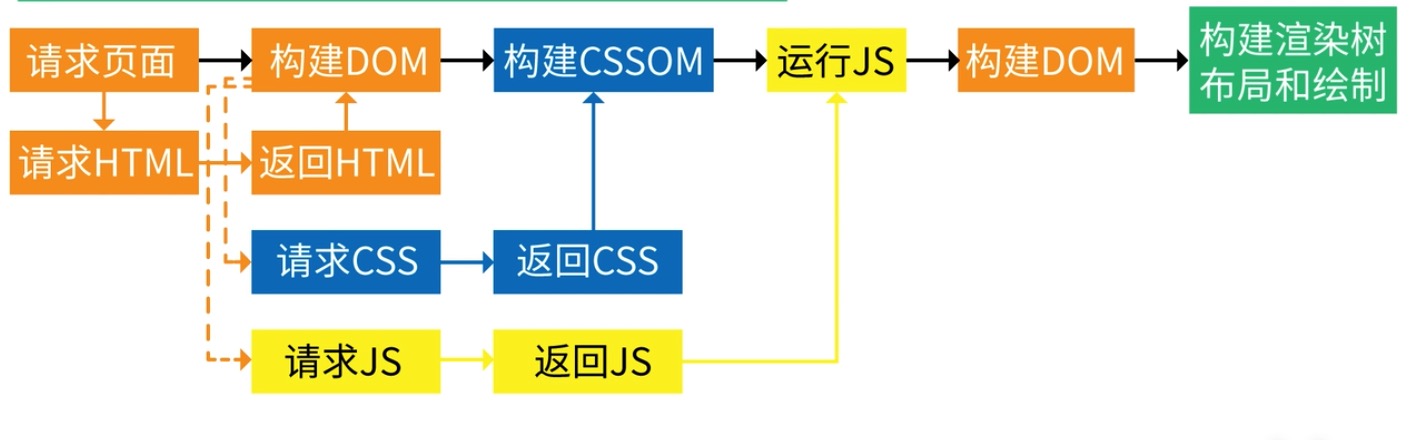 请求页面
构建DOM
构建CSSOM
运行JS
构建DOM
构建渲染树
布局和绘制
请求HTML
返回HTML
请求CSS
返回CSS
请求JS
返回JS